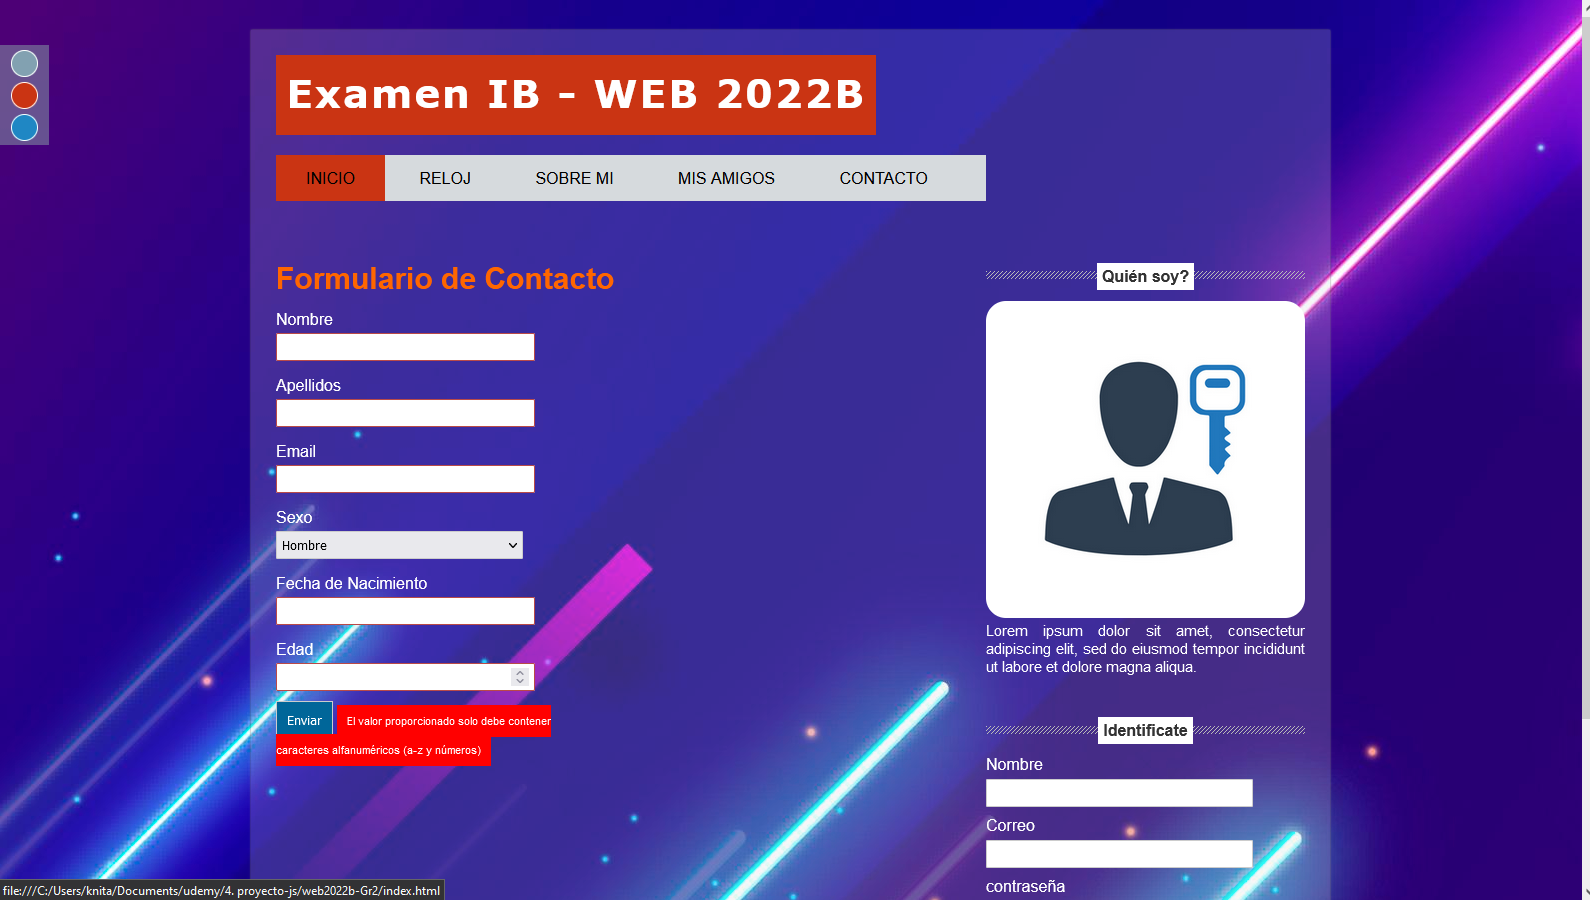 Examen IB - WEB 2022B
INICIO RELOJ SOBRE MI MIS AMIGOS CONTACTO
Formulario de Contacto
Nombre
Apellidos
Email
Sexo
Hombre
Fecha de Nacimiento
Edad
Enviar El valor proporcionado solo debe contener
caracteres alfanuméricos (a-z y números)
Quién soy?
Lorem ipsum dolor sit amet, consectetur
adipiscing elit, sed do eiusmod tempor incididunt
ut labore et dolore magna aliqua.
Identificate
Nombre
Correo
contraseña
file:///C:/Users/knita/Documents/udemy/4. proyecto-js/web2022b-Gr2/index.html